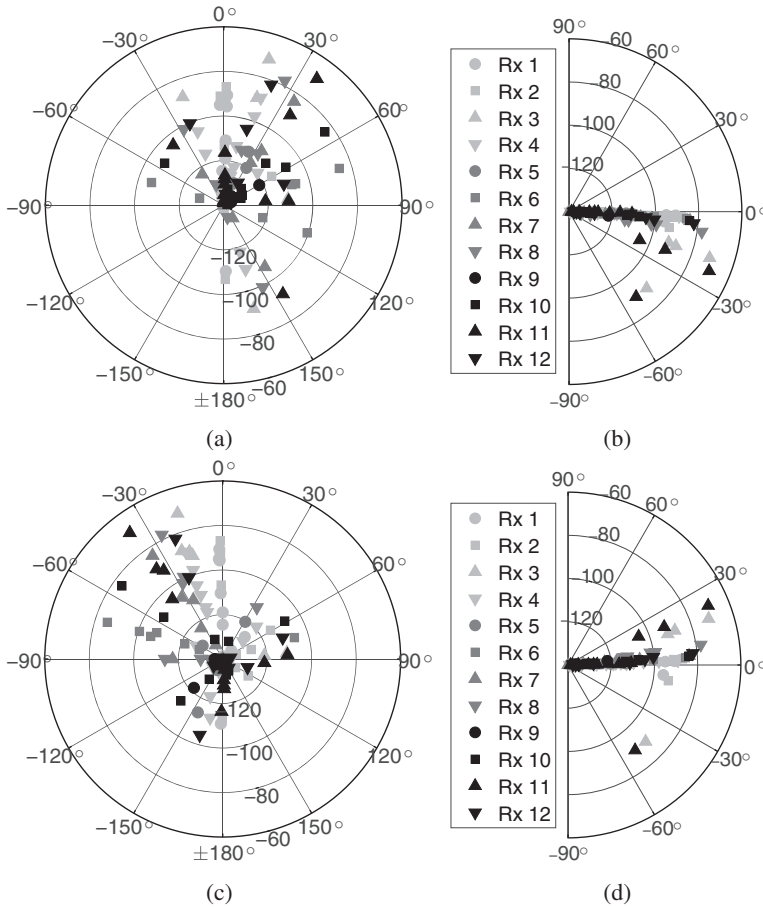 0°
−30°
30°
−60°
60°
−90°
90°
−120
−120°
−100
120°
−80
−150°
150°
−60
±180°
(a)
90°
−60
60°
−80
−100
30°
−120
0°
−30°
−60°
−90°
Rx 1
Rx 2
Rx 3
Rx 4
Rx 5
Rx 6
Rx 7
Rx 8
Rx 9
Rx 10
Rx 11
Rx 12
(b)
0°
−30°
30°
−60°
60°
−90°
90°
−120
−120°
−100
120°
−80
−150°
150°
−60
±180°
(c)
90°
−60
60°
−80
−100
30°
−120
0°
−30°
−60°
−90°
Rx 1
Rx 2
Rx 3
Rx 4
Rx 5
Rx 6
Rx 7
Rx 8
Rx 9
Rx 10
Rx 11
Rx 12
(d)